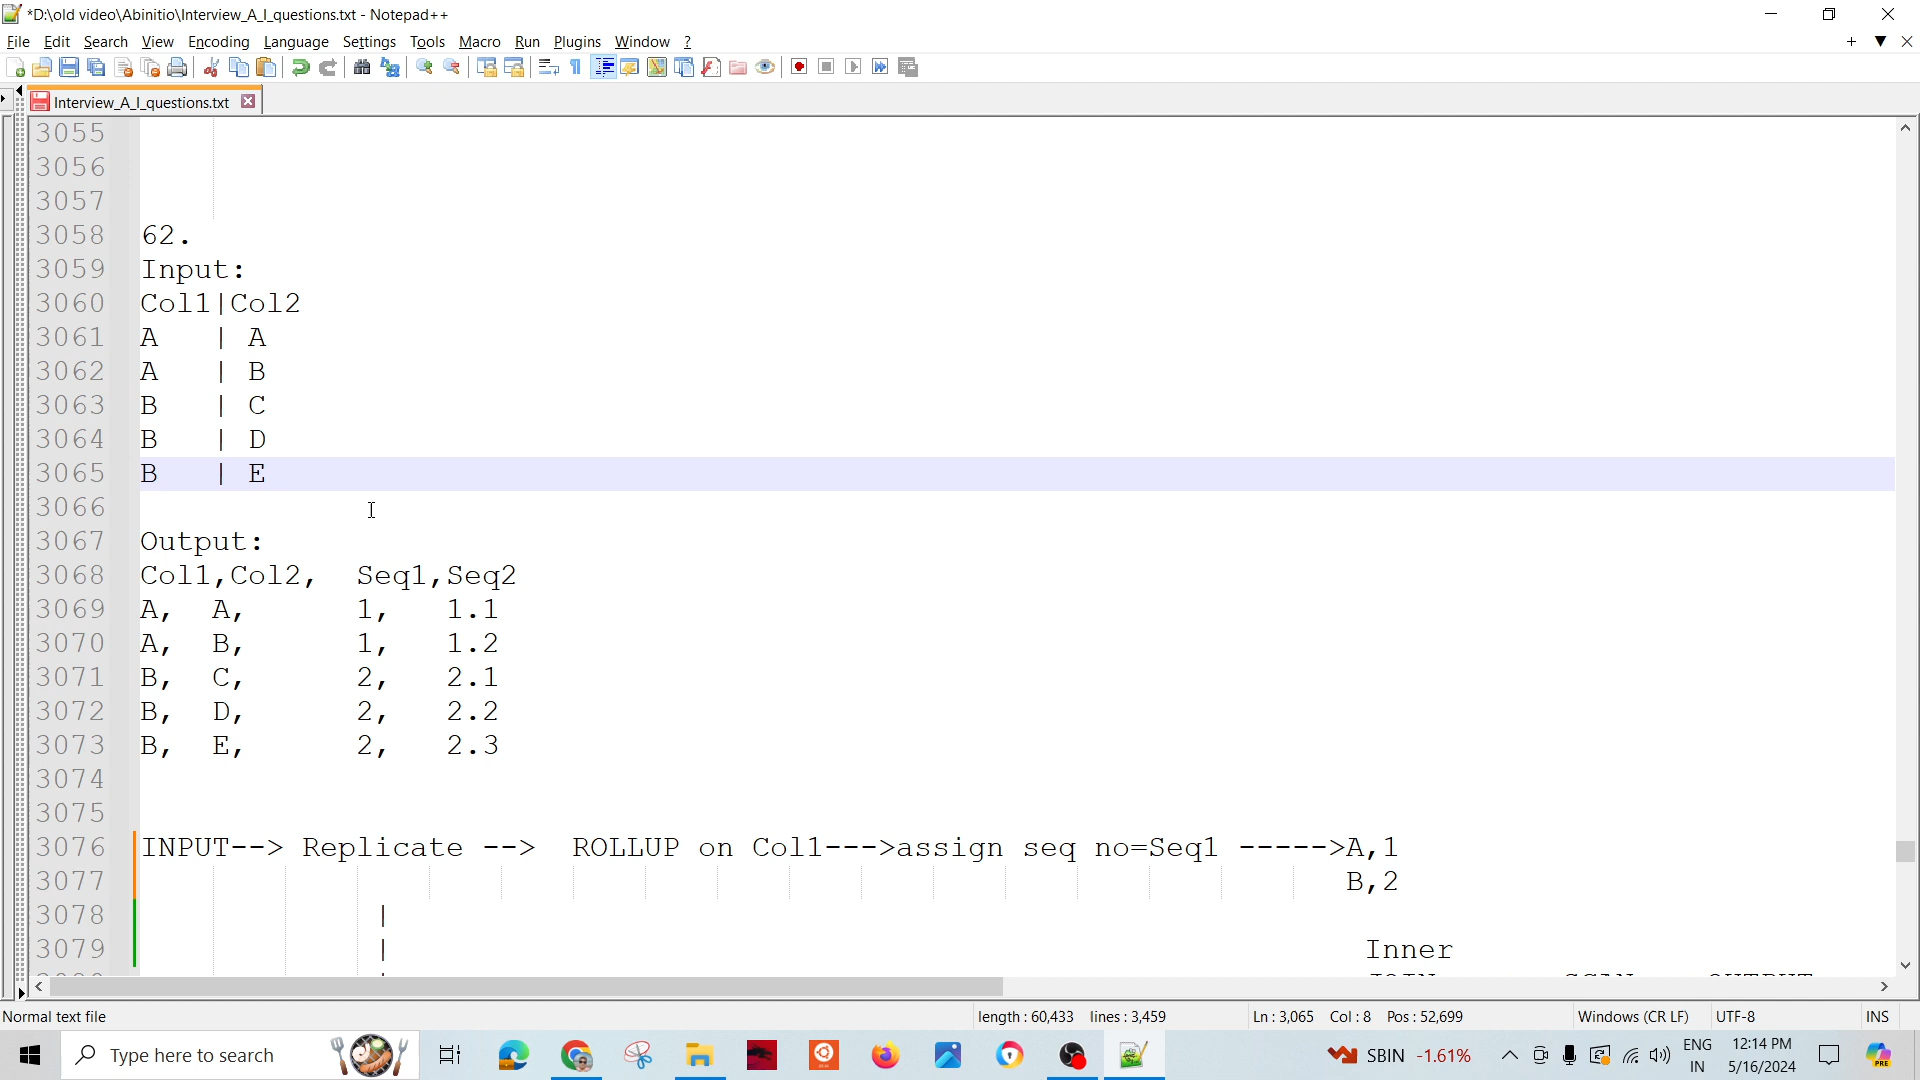 *D:\old video\Abinitio\Interview_A_I_questions.txt - Notepad++
File Edit Search View Encoding Language Settings Tools Macro Run Plugins Window ?
Interview_A_I_questions.txt
3055
3056
3057
3058 62.
3059 Input:
3060 Col1|Col2
3061 A | A
3062 A | B
3063 B | C
3064 B | D
3065 B | E
3066
3067 Output:
3068 Col1,Col2, Seq1,Seq2
3069 A, A, 1, 1.1
3070 A, B, 1, 1.2
3071 B, C, 2, 2.1
3072 B, D, 2, 2.2
3073 B, E, 2, 2.3
3074
3075
3076 INPUT--> Replicate --> ROLLUP on Col1--->assign seq no=Seq1 ----->A,1
3077 B,2
3078 |
3079 | Inner
Normal text file length : 60,433 lines : 3,459 Ln : 3,065 Col : 8 Pos : 52,699 Windows (CR LF) UTF-8 INS
Type here to search SBIN -1.61% ENG 12:14 PM
IN 5/16/2024